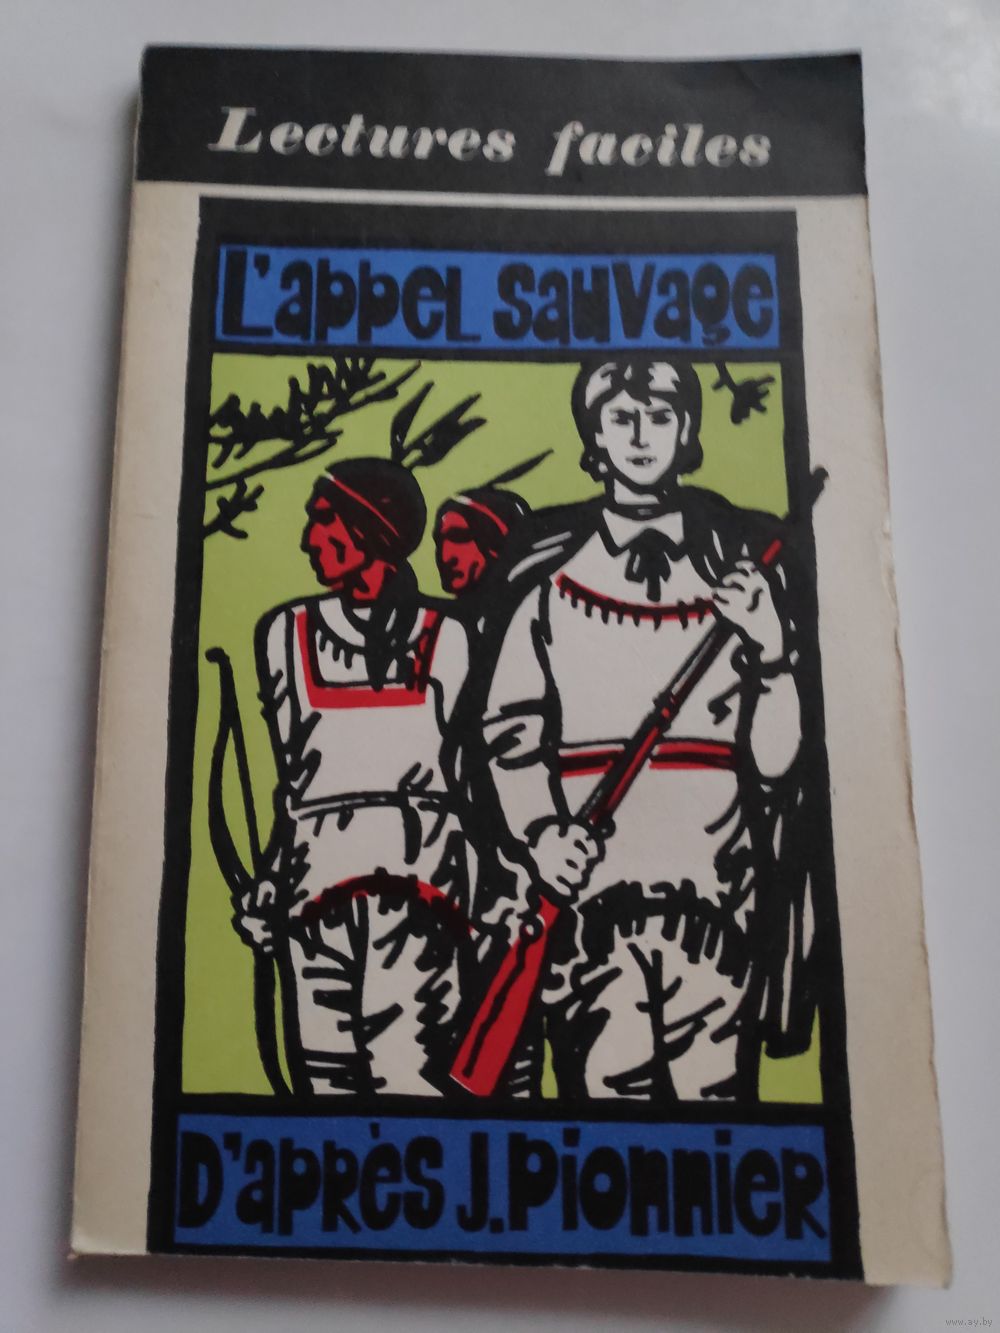 Lectures faciles
L'appel sauvage
D'après J. Pionnier
www.ay.by